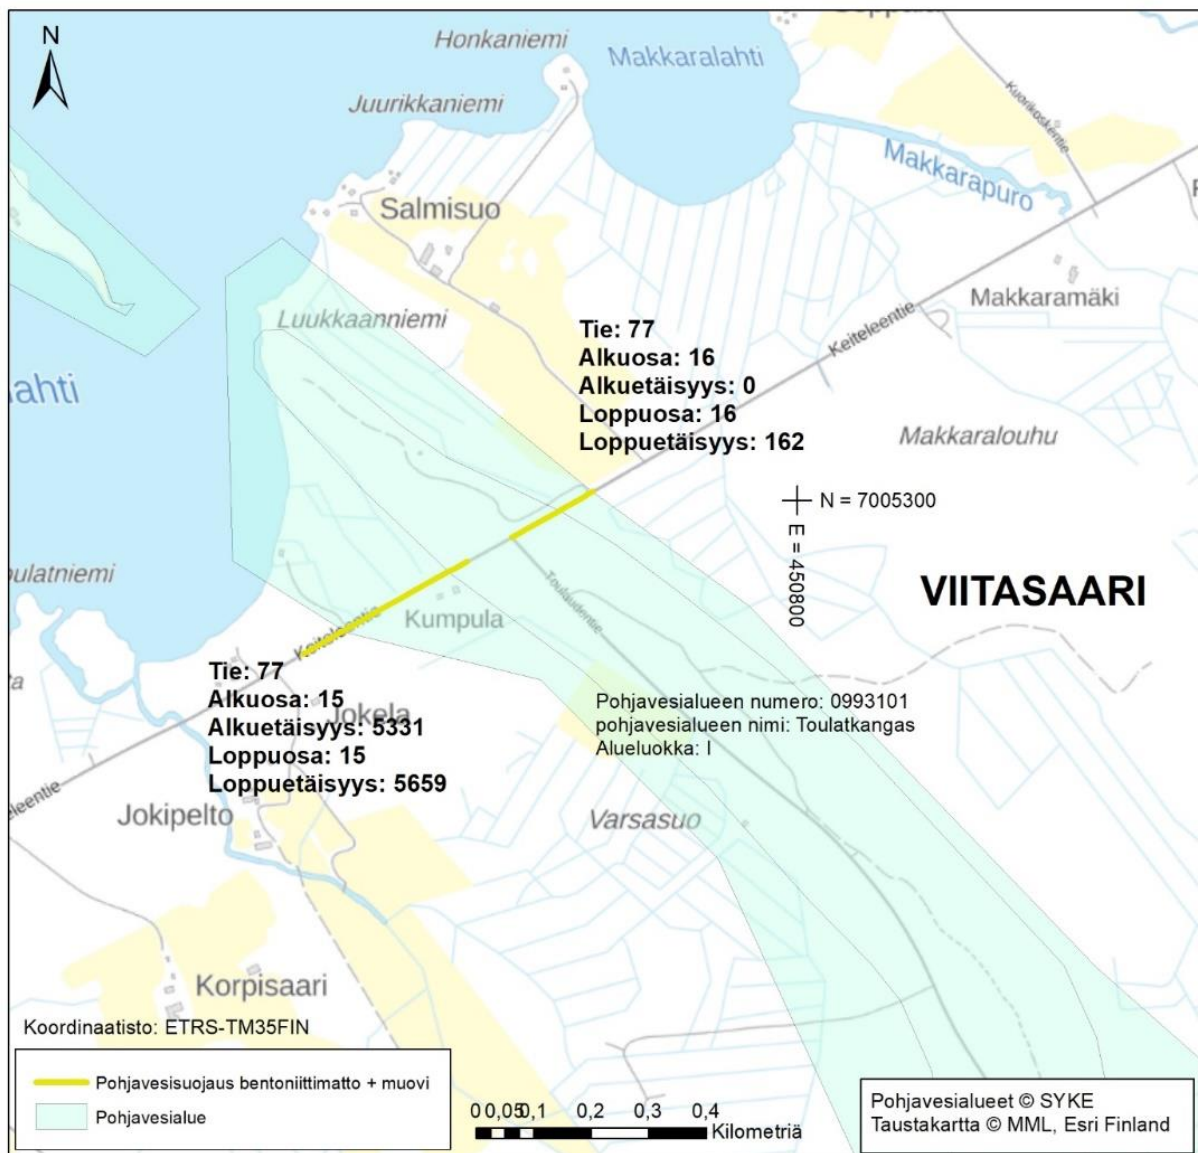 N
Honkaniemi
Makkaralahti
Juurikkaniemi
Kuorikoskentie
Makkarapuro
Salmisuo
Makkaramäki
Luukkaanniemi
Keiteleentie
Tie: 77
Alkuosa: 16
Alkuetäisyys: 0
Loppuosa: 16
Loppuetäisyys: 162
ahti
Makkaralouhu
N = 7005300
E = 450800
VIITASAARI
oulatniemi
Toulaudentie
Kumpula
Keiteleentie
Tie: 77
Alkuosa: 15
Alkuetäisyys: 5331
Loppuosa: 15
Loppuetäisyys: 5659
Jokela
Pohjavesialueen numero: 0993101
pohjavesialueen nimi: Toulatkangas
Alueluokka: I
eleentie
Jokipelto
Varsasuo
Korpisaari
Koordinaatisto: ETRS-TM35FIN
Pohjavesisuojaus bentoniittimatto + muovi
Pohjavesialue
0 0,05 0,1 0,2 0,3 0,4
Kilometriä
Pohjavesialueet © SYKE
Taustakartta © MML, Esri Finland